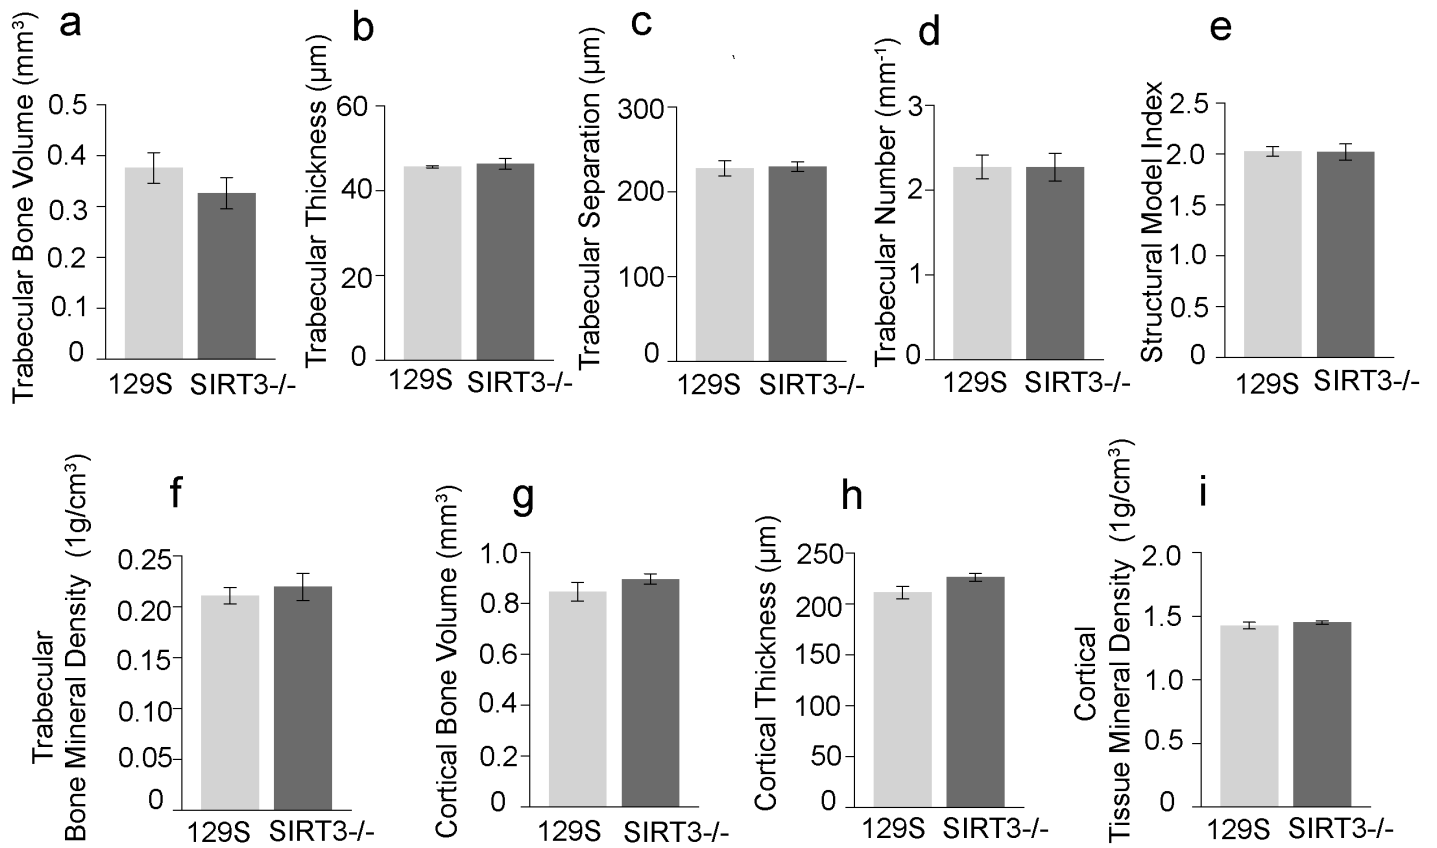 a
Trabecular Bone Volume (mm³)
0.5
0.4
0.3
0.2
0.1
0
129S SIRT3-/-
b
Trabecular Thickness (μm)
60
40
20
0
129S SIRT3-/-
c
Trabecular Separation (μm)
300
200
100
0
129S SIRT3-/-
d
Trabecular Number (mm⁻¹)
3
2
1
0
129S SIRT3-/-
e
Structural Model Index
2.5
2.0
1.5
1.0
0.5
0
129S SIRT3-/-
f
Trabecular
Bone Mineral Density (1g/cm³)
0.25
0.20
0.15
0.10
0.05
0
129S SIRT3-/-
g
Cortical Bone Volume (mm³)
1.0
0.8
0.6
0.4
0.2
0
129S SIRT3-/-
h
Cortical Thickness (μm)
250
200
150
100
50
0
129S SIRT3-/-
i
Cortical
Tissue Mineral Density (1g/cm³)
2.0
1.5
1.0
0.5
0
129S SIRT3-/-